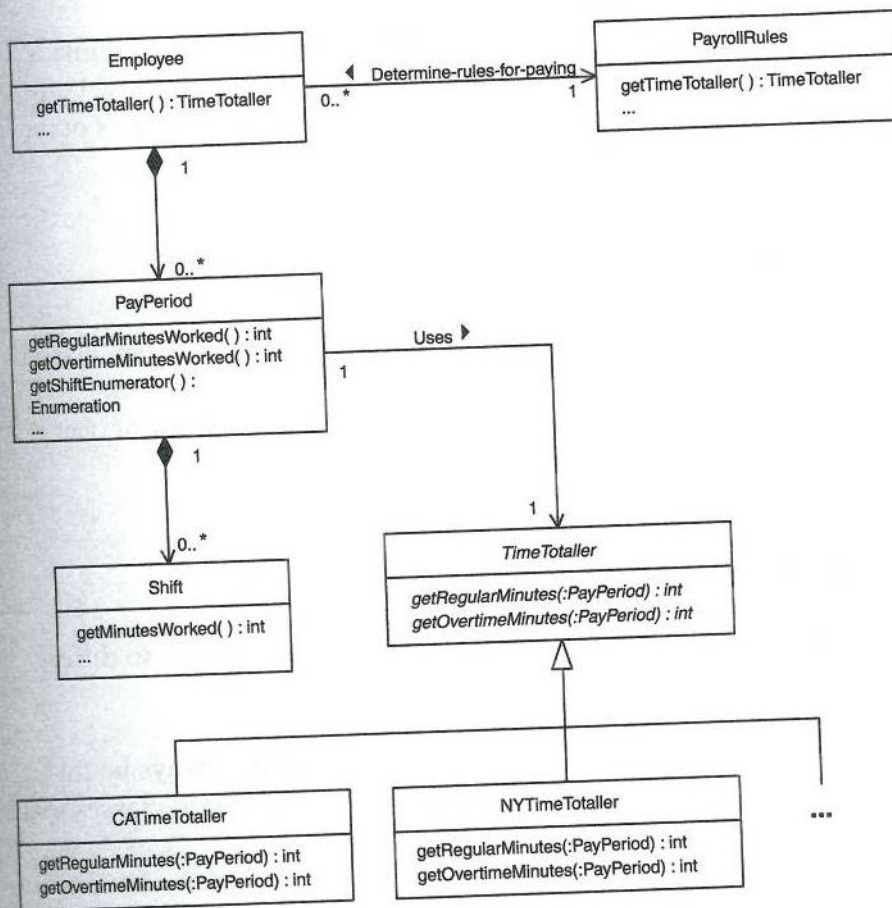 Employee
getTimeTotaller( ) : TimeTotaller
...
◀ Determine-rules-for-paying
0..*
1
PayrollRules
getTimeTotaller( ) : TimeTotaller
...
1
0..*
PayPeriod
getRegularMinutesWorked( ) : int
getOvertimeMinutesWorked( ) : int
getShiftEnumerator( ) :
Enumeration
...
Uses ▶
1
1
1
0..*
Shift
getMinutesWorked( ) : int
...
TimeTotaller
getRegularMinutes(:PayPeriod) : int
getOvertimeMinutes(:PayPeriod) : int
CATimeTotaller
getRegularMinutes(:PayPeriod) : int
getOvertimeMinutes(:PayPeriod) : int
NYTimeTotaller
getRegularMinutes(:PayPeriod) : int
getOvertimeMinutes(:PayPeriod) : int
...